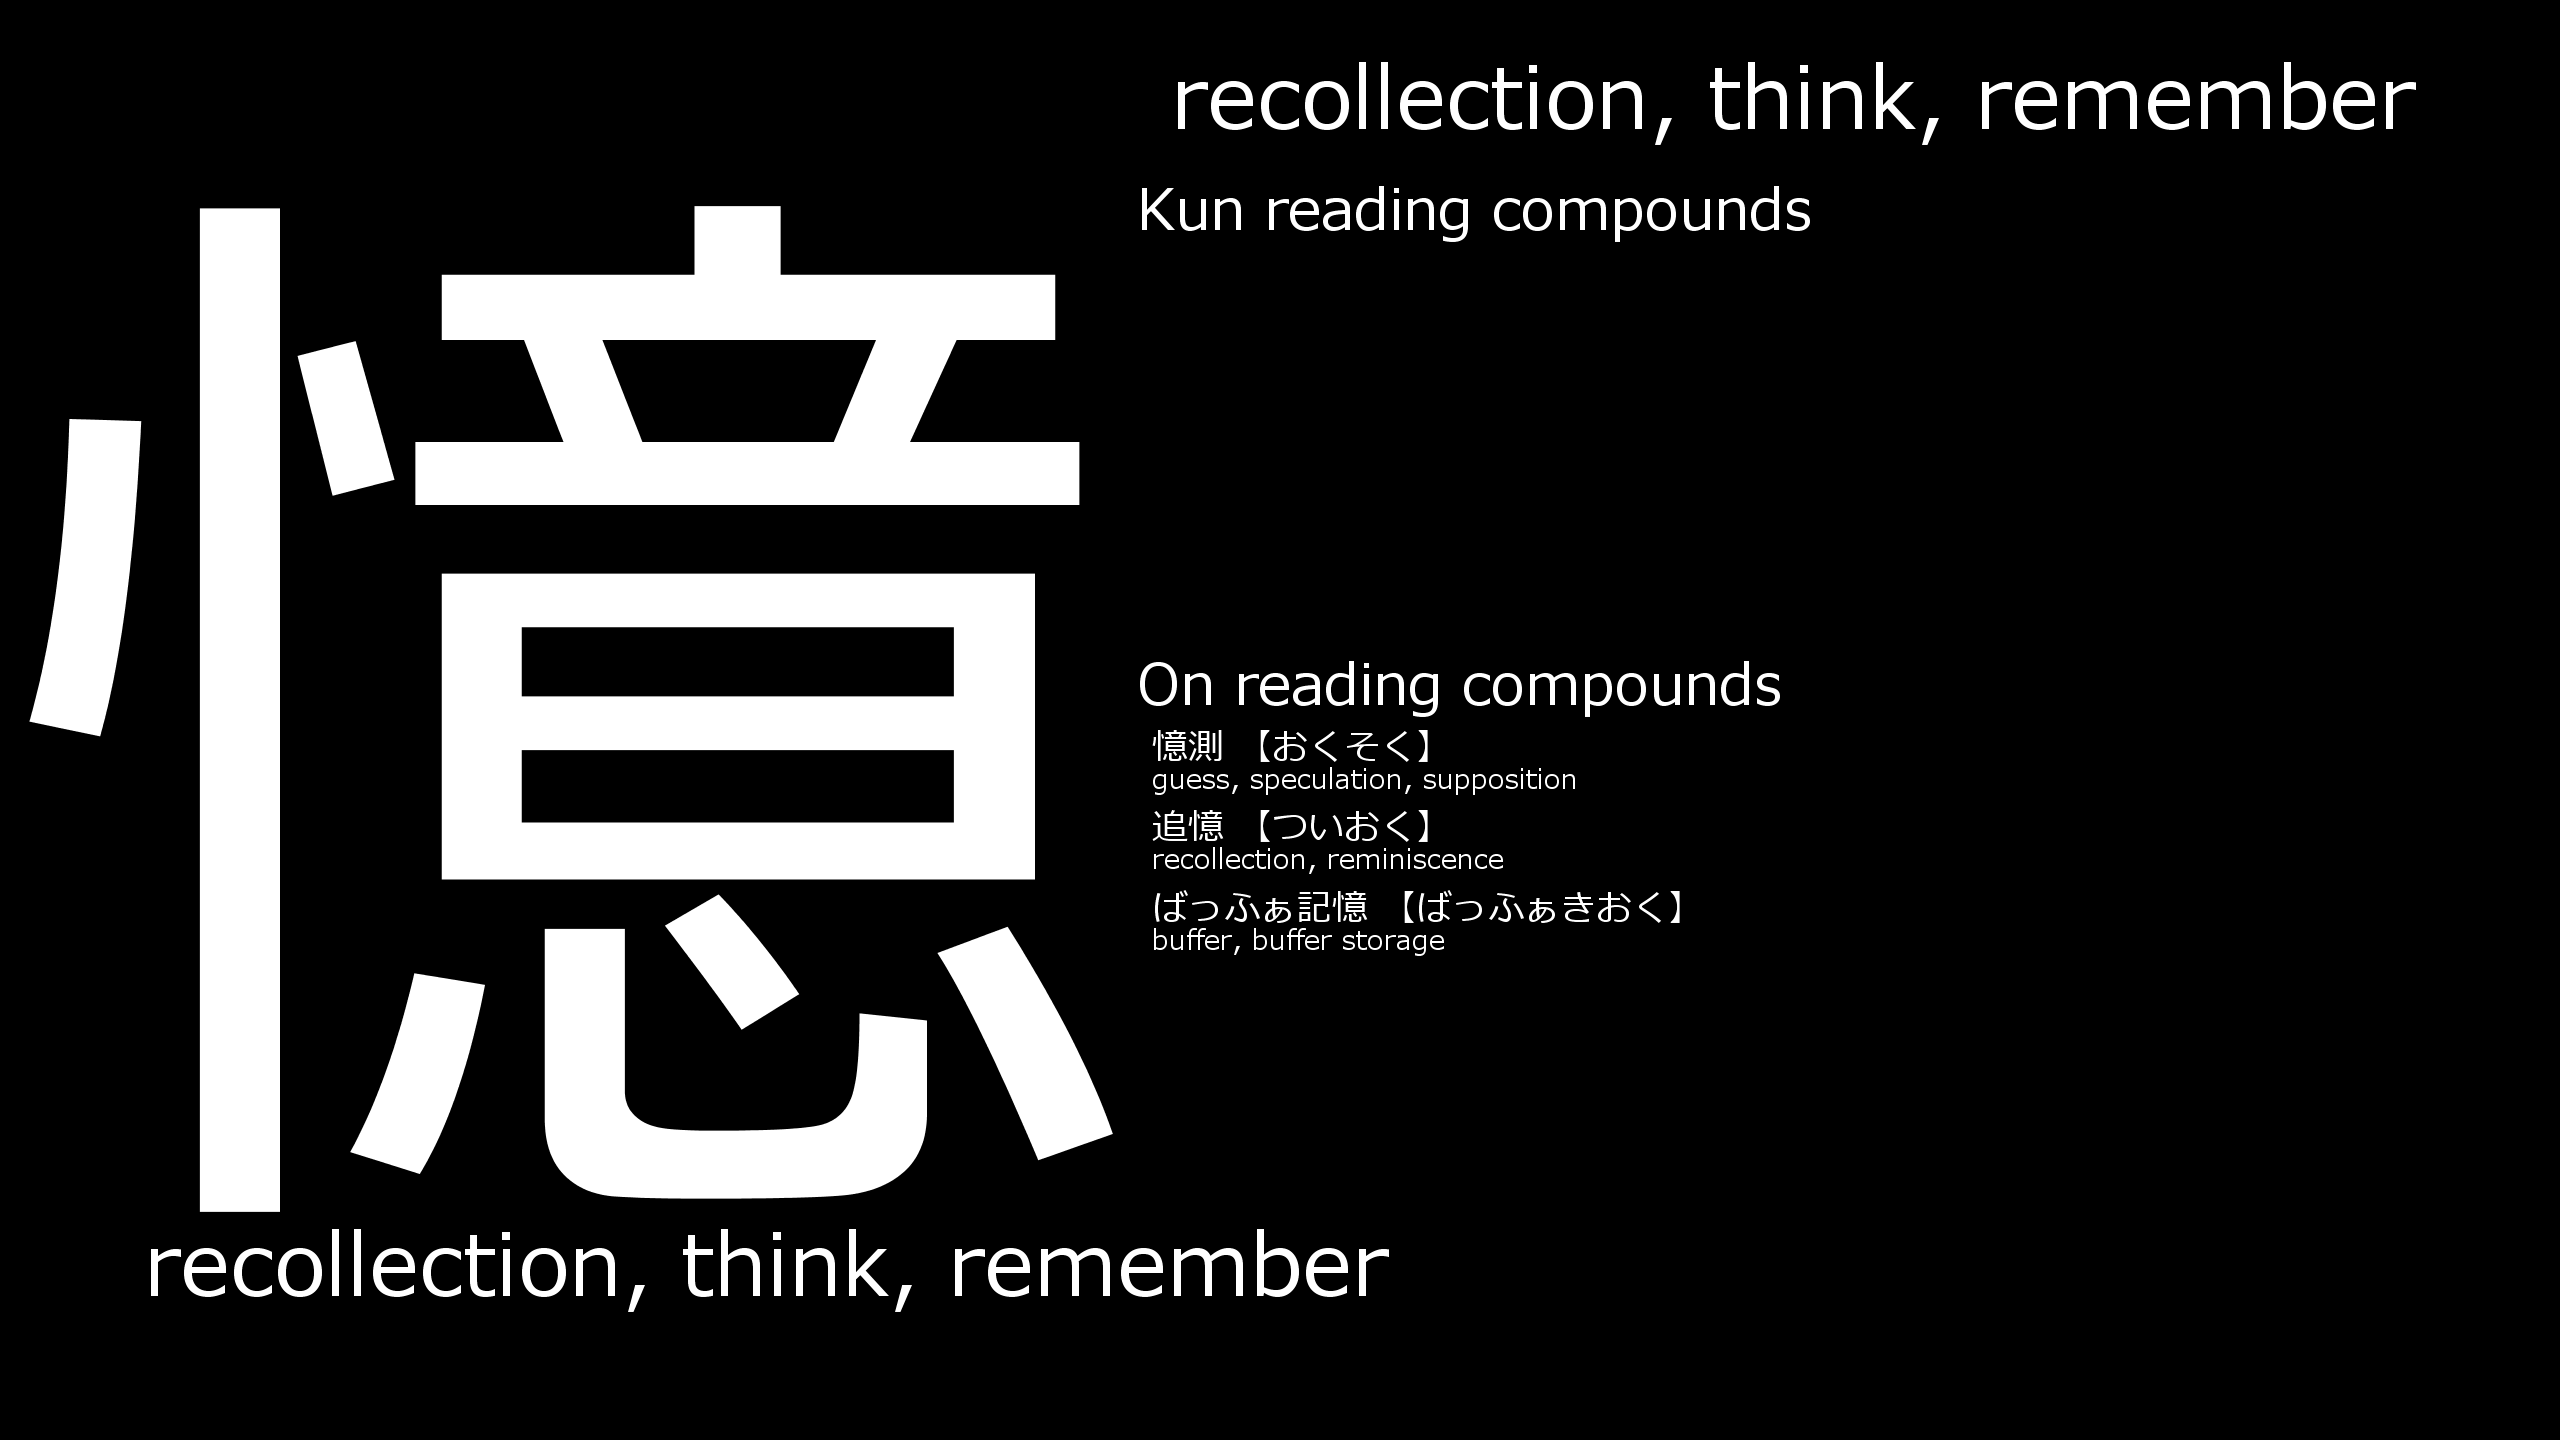 憶
recollection, think, remember
recollection, think, remember
Kun reading compounds
On reading compounds
憶測 【おくそく】
guess, speculation, supposition
追憶 【ついおく】
recollection, reminiscence
ばっふぁ記憶 【ばっふぁきおく】
buffer, buffer storage